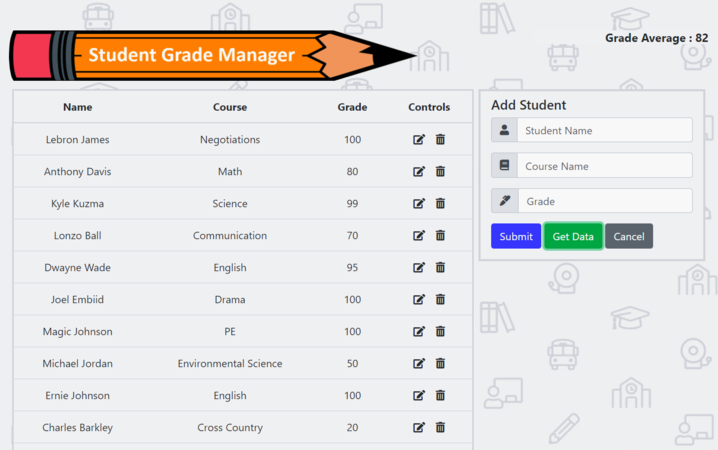 Student Grade Manager
Grade Average : 82
Name Course Grade Controls
Lebron James Negotiations 100
Anthony Davis Math 80
Kyle Kuzma Science 99
Lonzo Ball Communication 70
Dwayne Wade English 95
Joel Embiid Drama 100
Magic Johnson PE 100
Michael Jordan Environmental Science 50
Ernie Johnson English 100
Charles Barkley Cross Country 20
Add Student
Student Name
Course Name
Grade
Submit Get Data Cancel